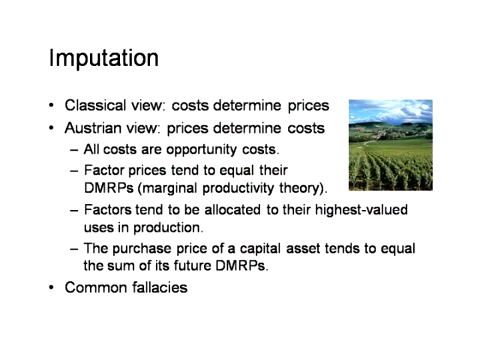 Imputation
• Classical view: costs determine prices
• Austrian view: prices determine costs
– All costs are opportunity costs.
– Factor prices tend to equal their
DMRPs (marginal productivity theory).
– Factors tend to be allocated to their highest-valued
uses in production.
– The purchase price of a capital asset tends to equal
the sum of its future DMRPs.
• Common fallacies